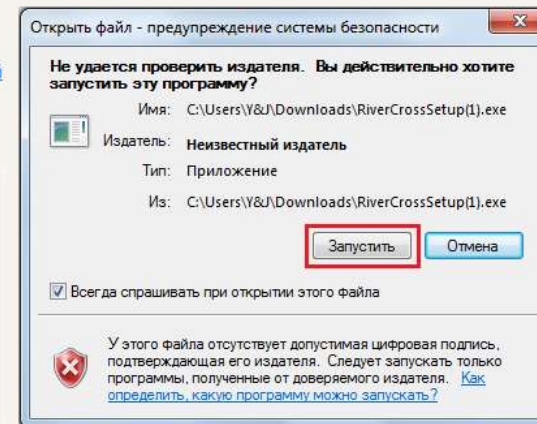 Открыть файл - предупреждение системы безопасности
Не удается проверить издателя. Вы действительно хотите
запустить эту программу?
Имя: C:\Users\Y&J\Downloads\RiverCrossSetup(1).exe
Издатель: Неизвестный издатель
Тип: Приложение
Из: C:\Users\Y&J\Downloads\RiverCrossSetup(1).exe
Запустить Отмена
Всегда спрашивать при открытии этого файла
У этого файла отсутствует допустимая цифровая подпись,
подтверждающая его издателя. Следует запускать только
программы, полученные от доверяемого издателя. Как
определить, какую программу можно запускать?